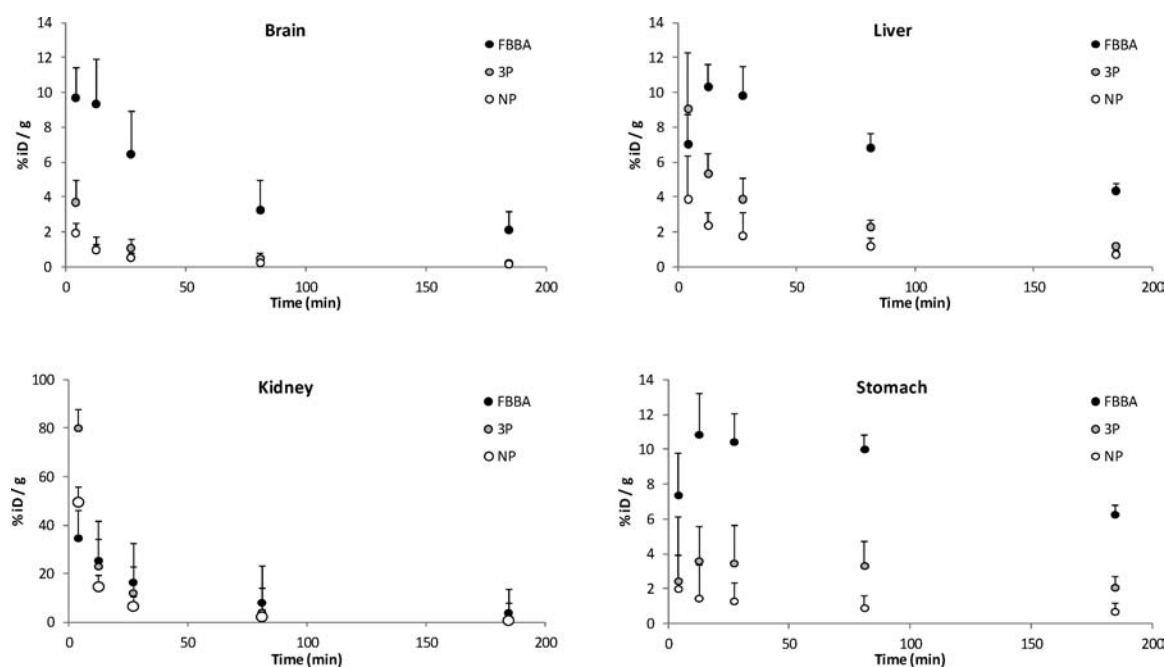 Brain
14
12
10
8
6
4
2
0
% iD / g
FBBA
3P
NP
0 50 100 150 200
Time (min)
Liver
14
12
10
8
6
4
2
0
% iD / g
FBBA
3P
NP
0 50 100 150 200
Time (min)
Kidney
100
80
60
40
20
0
% iD / g
FBBA
3P
NP
0 50 100 150 200
Time (min)
Stomach
14
12
10
8
6
4
2
0
% iD / g
FBBA
3P
NP
0 50 100 150 200
Time (min)